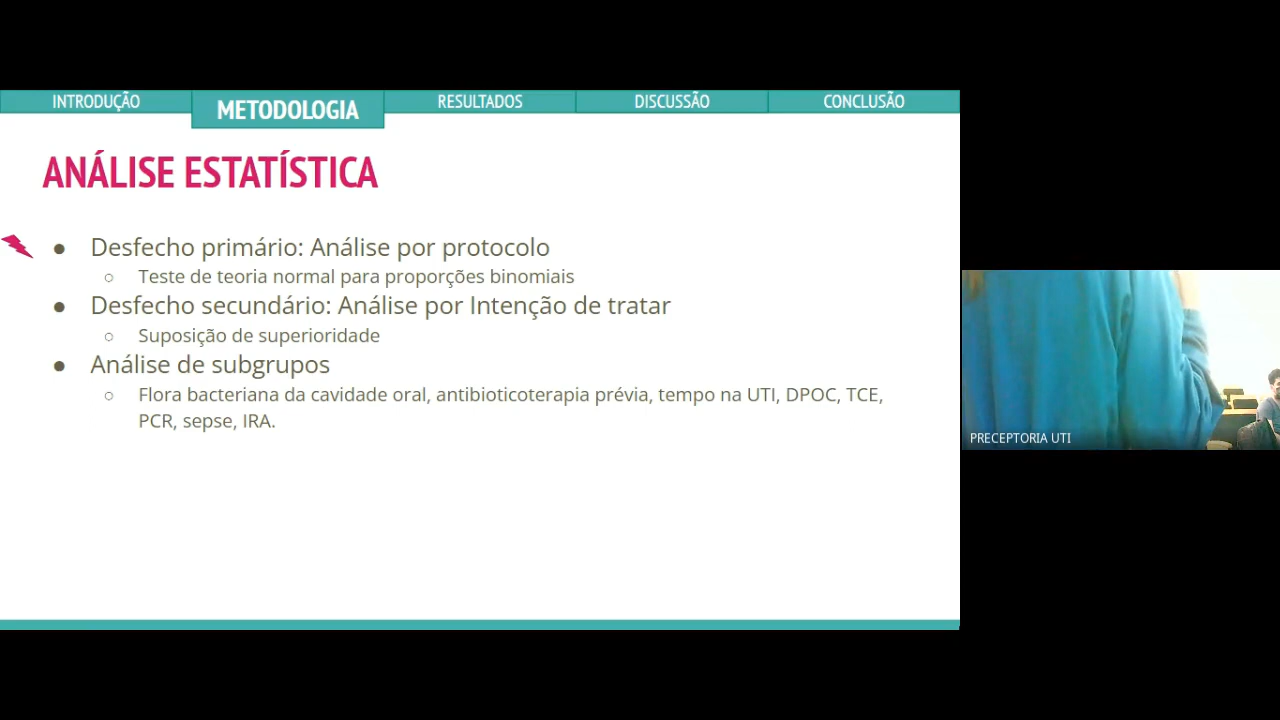 INTRODUÇÃO
METODOLOGIA
RESULTADOS
DISCUSSÃO
CONCLUSÃO
ANÁLISE ESTATÍSTICA
● Desfecho primário: Análise por protocolo
○ Teste de teoria normal para proporções binomiais
● Desfecho secundário: Análise por Intenção de tratar
○ Suposição de superioridade
● Análise de subgrupos
○ Flora bacteriana da cavidade oral, antibioticoterapia prévia, tempo na UTI, DPOC, TCE,
PCR, sepse, IRA.
PRECEPTORIA UTI